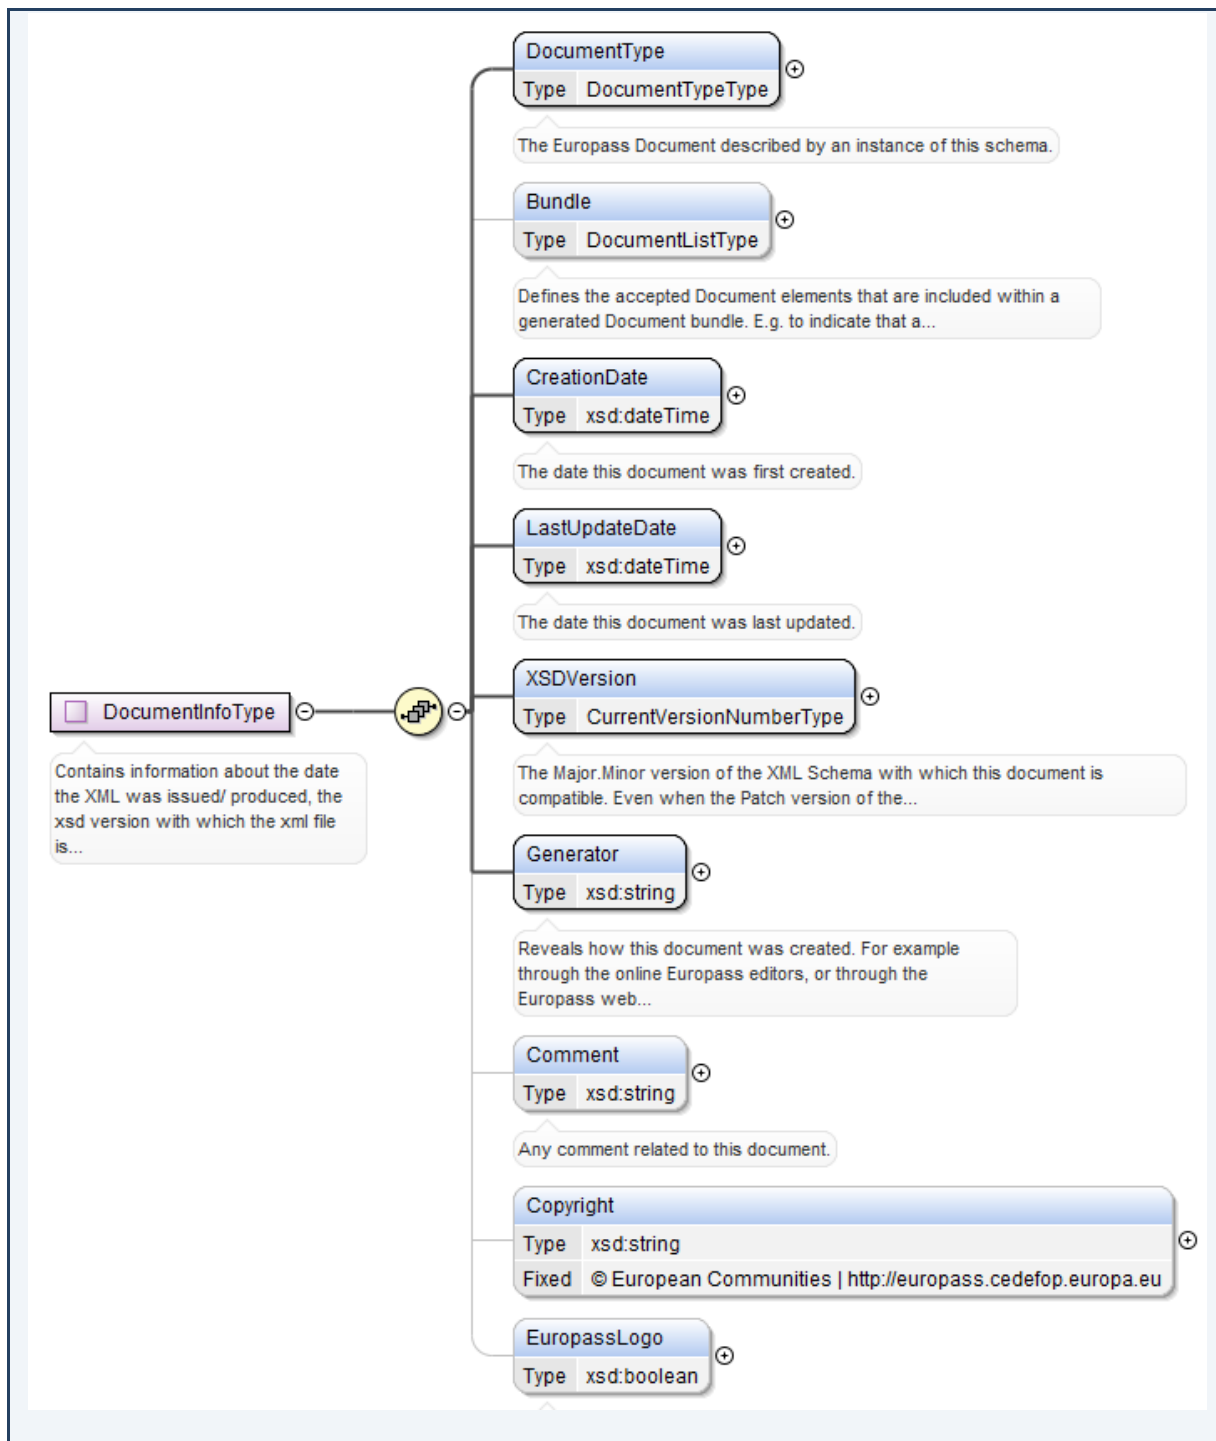 DocumentType
Type DocumentTypeType
The Europass Document described by an instance of this schema.
Bundle
Type DocumentListType
Defines the accepted Document elements that are included within a
generated Document bundle. E.g. to indicate that a...
CreationDate
Type xsd:dateTime
The date this document was first created.
LastUpdateDate
Type xsd:dateTime
The date this document was last updated.
XSDVersion
Type CurrentVersionNumberType
The Major.Minor version of the XML Schema with which this document is
compatible. Even when the Patch version of the...
DocumentInfoType
Contains information about the date
the XML was issued/ produced, the
xsd version with which the xml file
is...
Generator
Type xsd:string
Reveals how this document was created. For example
through the online Europass editors, or through the
Europass web...
Comment
Type xsd:string
Any comment related to this document.
Copyright
Type xsd:string
Fixed © European Communities | http://europass.cedefop.europa.eu
EuropassLogo
Type xsd:boolean